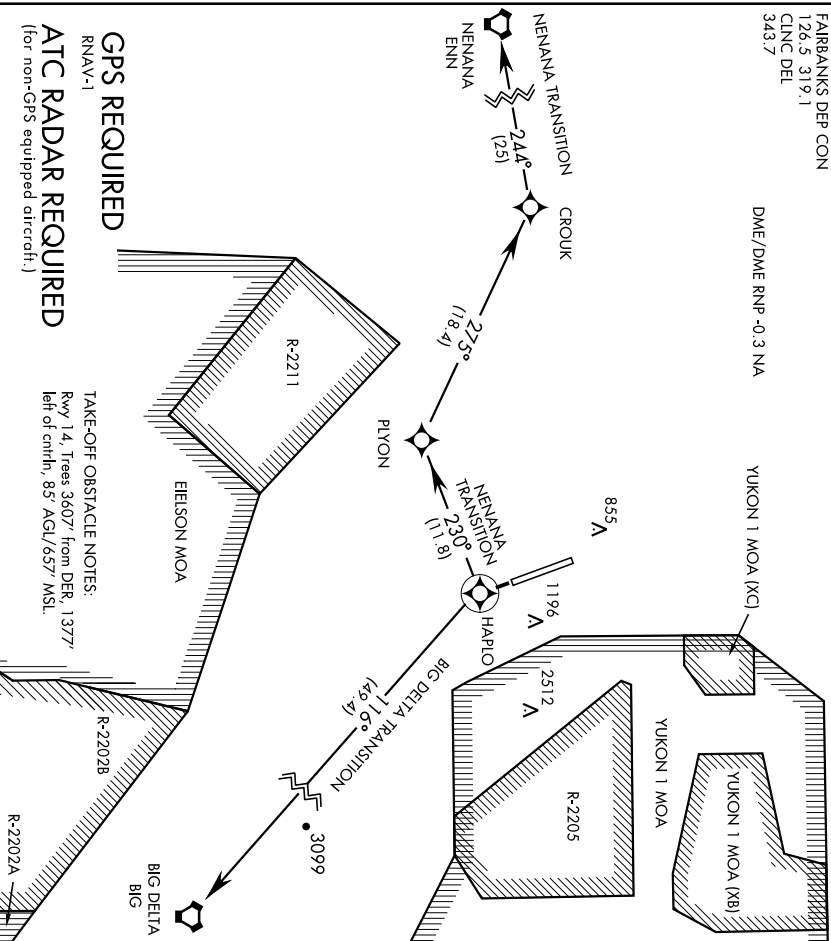 FAIRBANKS DEP CON
126.5 319.1
CLNC DEL
343.7
DME/DME RNP -0.3 NA
YUKON 1 MOA (XC)
YUKON 1 MOA (XB)
YUKON 1 MOA
R-2205
855
1196
2512
NENANA TRANSITION
NENANA
ENN
244°
(25)
CROUK
275°
(18.4)
PLYON
NENANA
TRANSITION
230°
(11.8)
HAPLO
BIG DELTA TRANSITION
116°
(49.4)
3099
BIG DELTA
BIG
R-2211
EIELSON MOA
R-2202B
R-2202A
GPS REQUIRED
RNAV-1
ATC RADAR REQUIRED
(for non-GPS equipped aircraft.)
TAKE-OFF OBSTACLE NOTES:
Rwy 14, Trees 3607' from DER, 1377'
left of cntrln, 85' AGL/657' MSL.